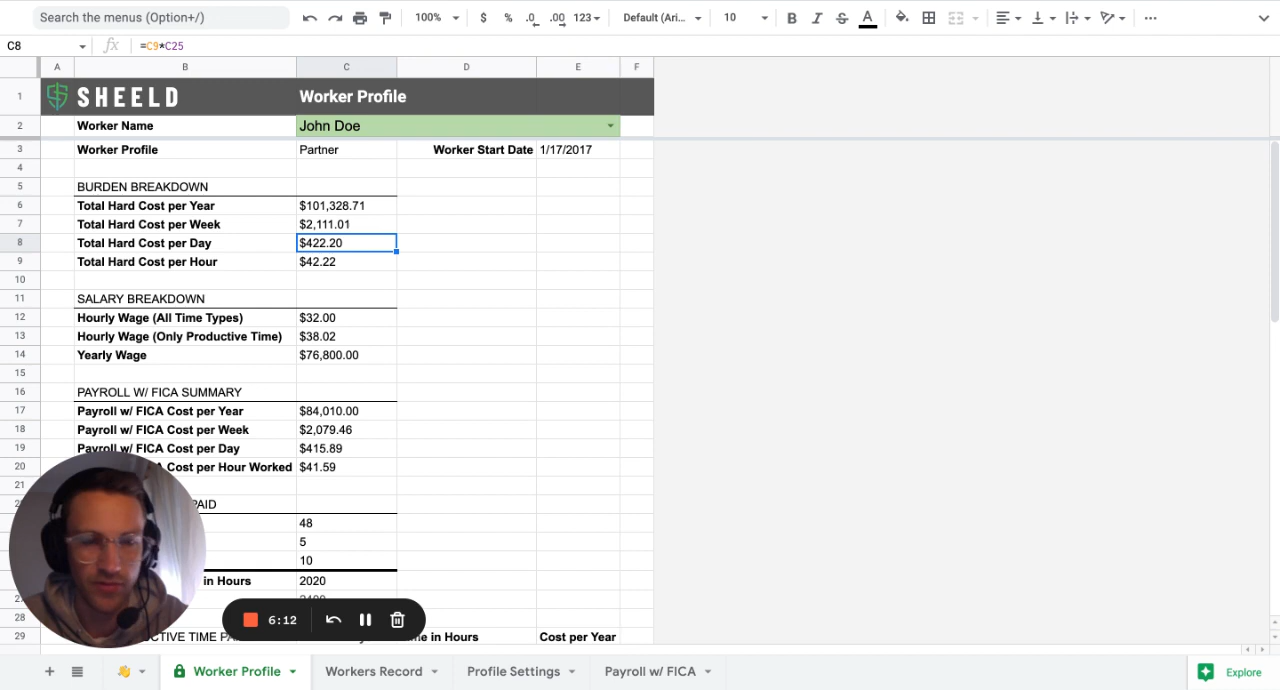 Search the menus (Option+/) 100% $ % .0 .00 123 Default (Ari... 10 B I S A
C8 fx =C9*C25
A B C D E F
1 SHEELD Worker Profile
2 Worker Name John Doe
3 Worker Profile Partner Worker Start Date 1/17/2017
4
5 BURDEN BREAKDOWN
6 Total Hard Cost per Year $101,328.71
7 Total Hard Cost per Week $2,111.01
8 Total Hard Cost per Day $422.20
9 Total Hard Cost per Hour $42.22
10
11 SALARY BREAKDOWN
12 Hourly Wage (All Time Types) $32.00
13 Hourly Wage (Only Productive Time) $38.02
14 Yearly Wage $76,800.00
15
16 PAYROLL W/ FICA SUMMARY
17 Payroll w/ FICA Cost per Year $84,010.00
18 Payroll w/ FICA Cost per Week $2,079.46
19 Payroll w/ FICA Cost per Day $415.89
20 Cost per Hour Worked $41.59
21
PAID
48
5
10
in Hours 2020
28
29 Cost per Year
6:12
Worker Profile Workers Record Profile Settings Payroll w/ FICA Explore